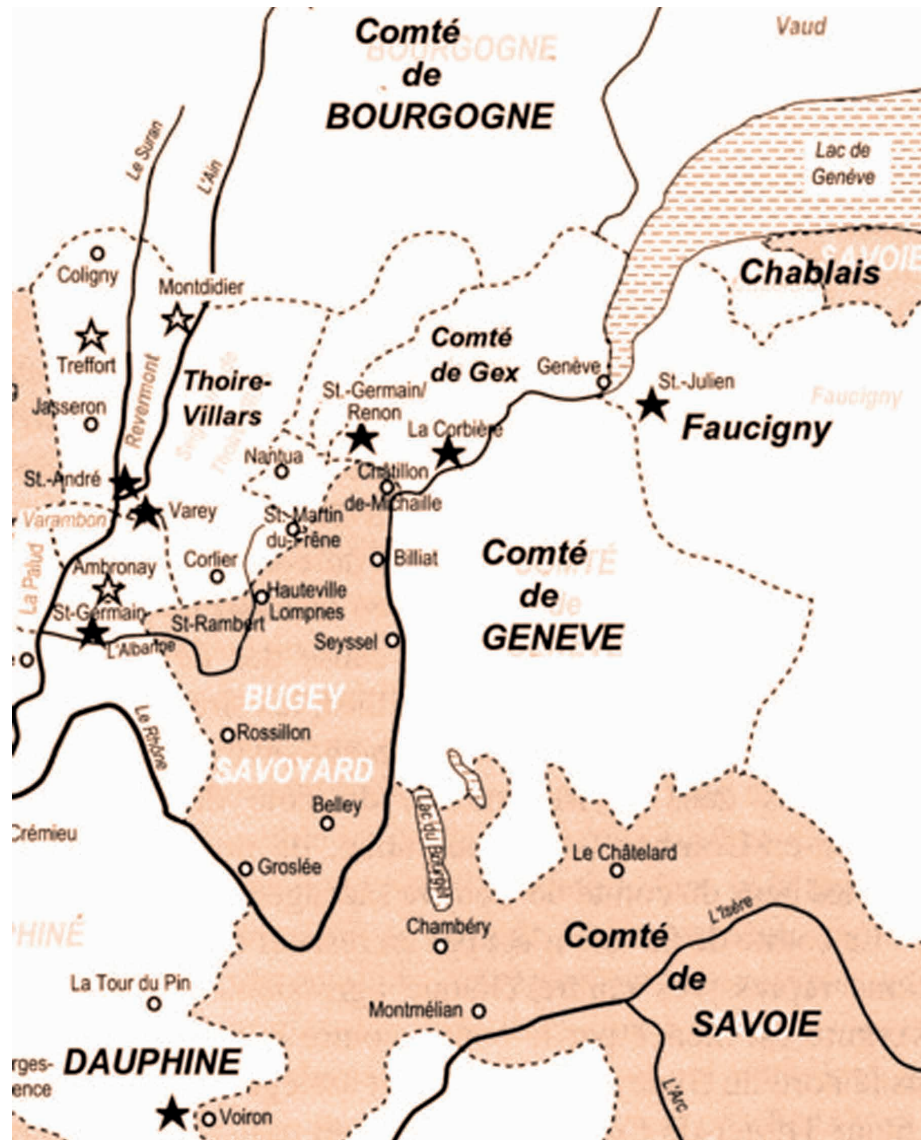 Comté
de
BOURGOGNE
BOURGOGNE
Vaud
Le Suran
L'Ain
Lac de
Genève
Coligny
SAVOIE
Chablais
Montdidier
Treffort
Comté
de Gex
Genève
Thoire-
Villars
St.-Germain/
Renon
St.-Julien
Faucigny
Faucigny
Jasseron
Revermont
La Corbière
Nantua
St.-André
Châtillon
de-Michaille
Varambon
Varey
St.-Martin
du-Frêne
Comté
de
GENEVE
COMTÉ
de
Corlier
Billiat
La Palud
Ambronay
Hauteville
Lompnes
St-Germain
St-Rambert
L'Albarine
Seyssel
BUGEY
SAVOYARD
Rossillon
Le Rhône
Belley
Lac du Bourget
Crémieu
Groslée
Le Châtelard
Chambéry
Comté
de
SAVOIE
L'Isère
PHINÉ
La Tour du Pin
Montmélian
DAUPHINE
L'Arc
Voiron